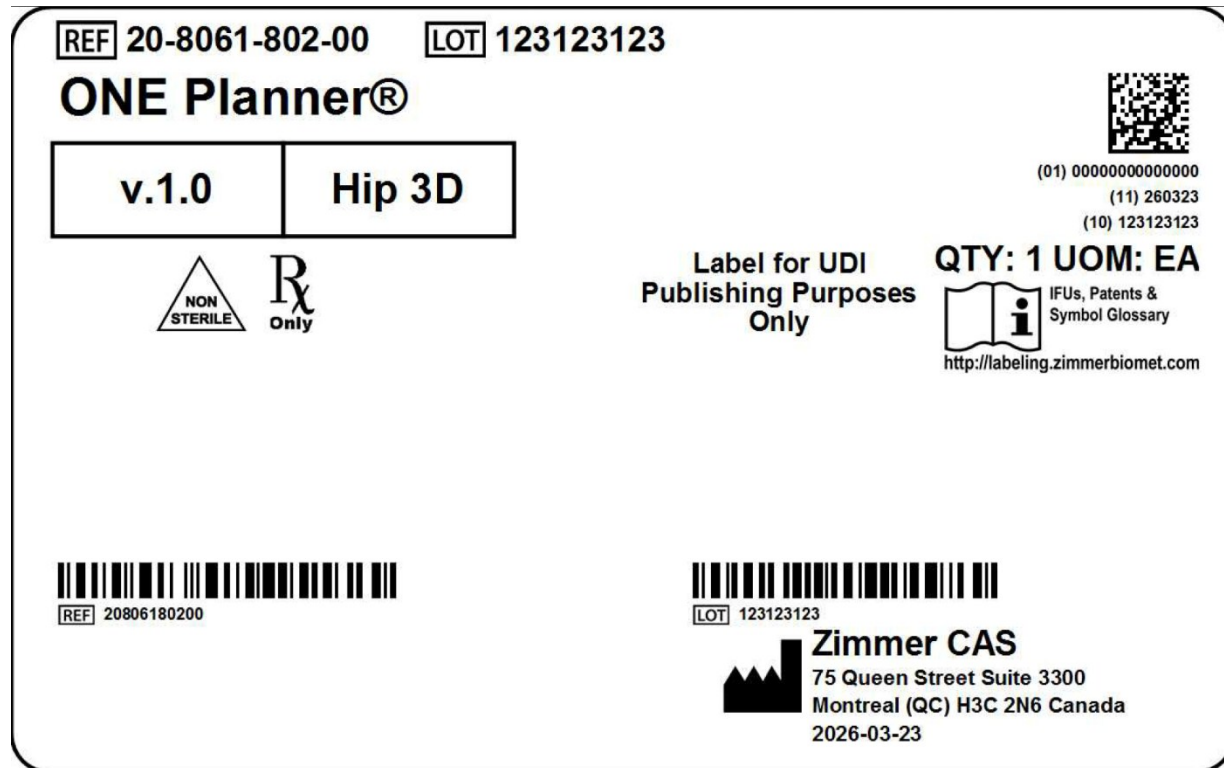 REF 20-8061-802-00 LOT 123123123
ONE Planner®
v.1.0 Hip 3D
(01) 00000000000000
(11) 260323
(10) 123123123
NON
STERILE
Rx
Only
Label for UDI
Publishing Purposes
Only
QTY: 1 UOM: EA
IFUs, Patents &
Symbol Glossary
http://labeling.zimmerbiomet.com
REF 20806180200
LOT 123123123
Zimmer CAS
75 Queen Street Suite 3300
Montreal (QC) H3C 2N6 Canada
2026-03-23